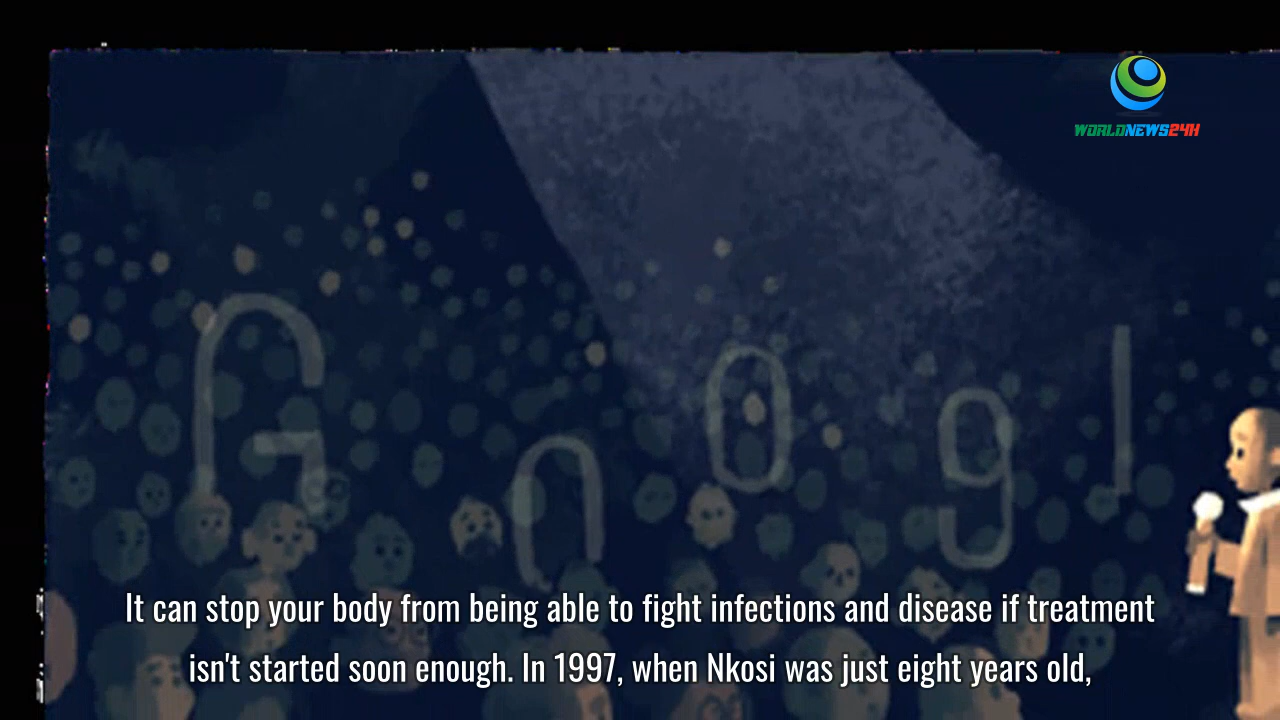 WORLDNEWS24H
G o o g l
It can stop your body from being able to fight infections and disease if treatment
isn't started soon enough. In 1997, when Nkosi was just eight years old,